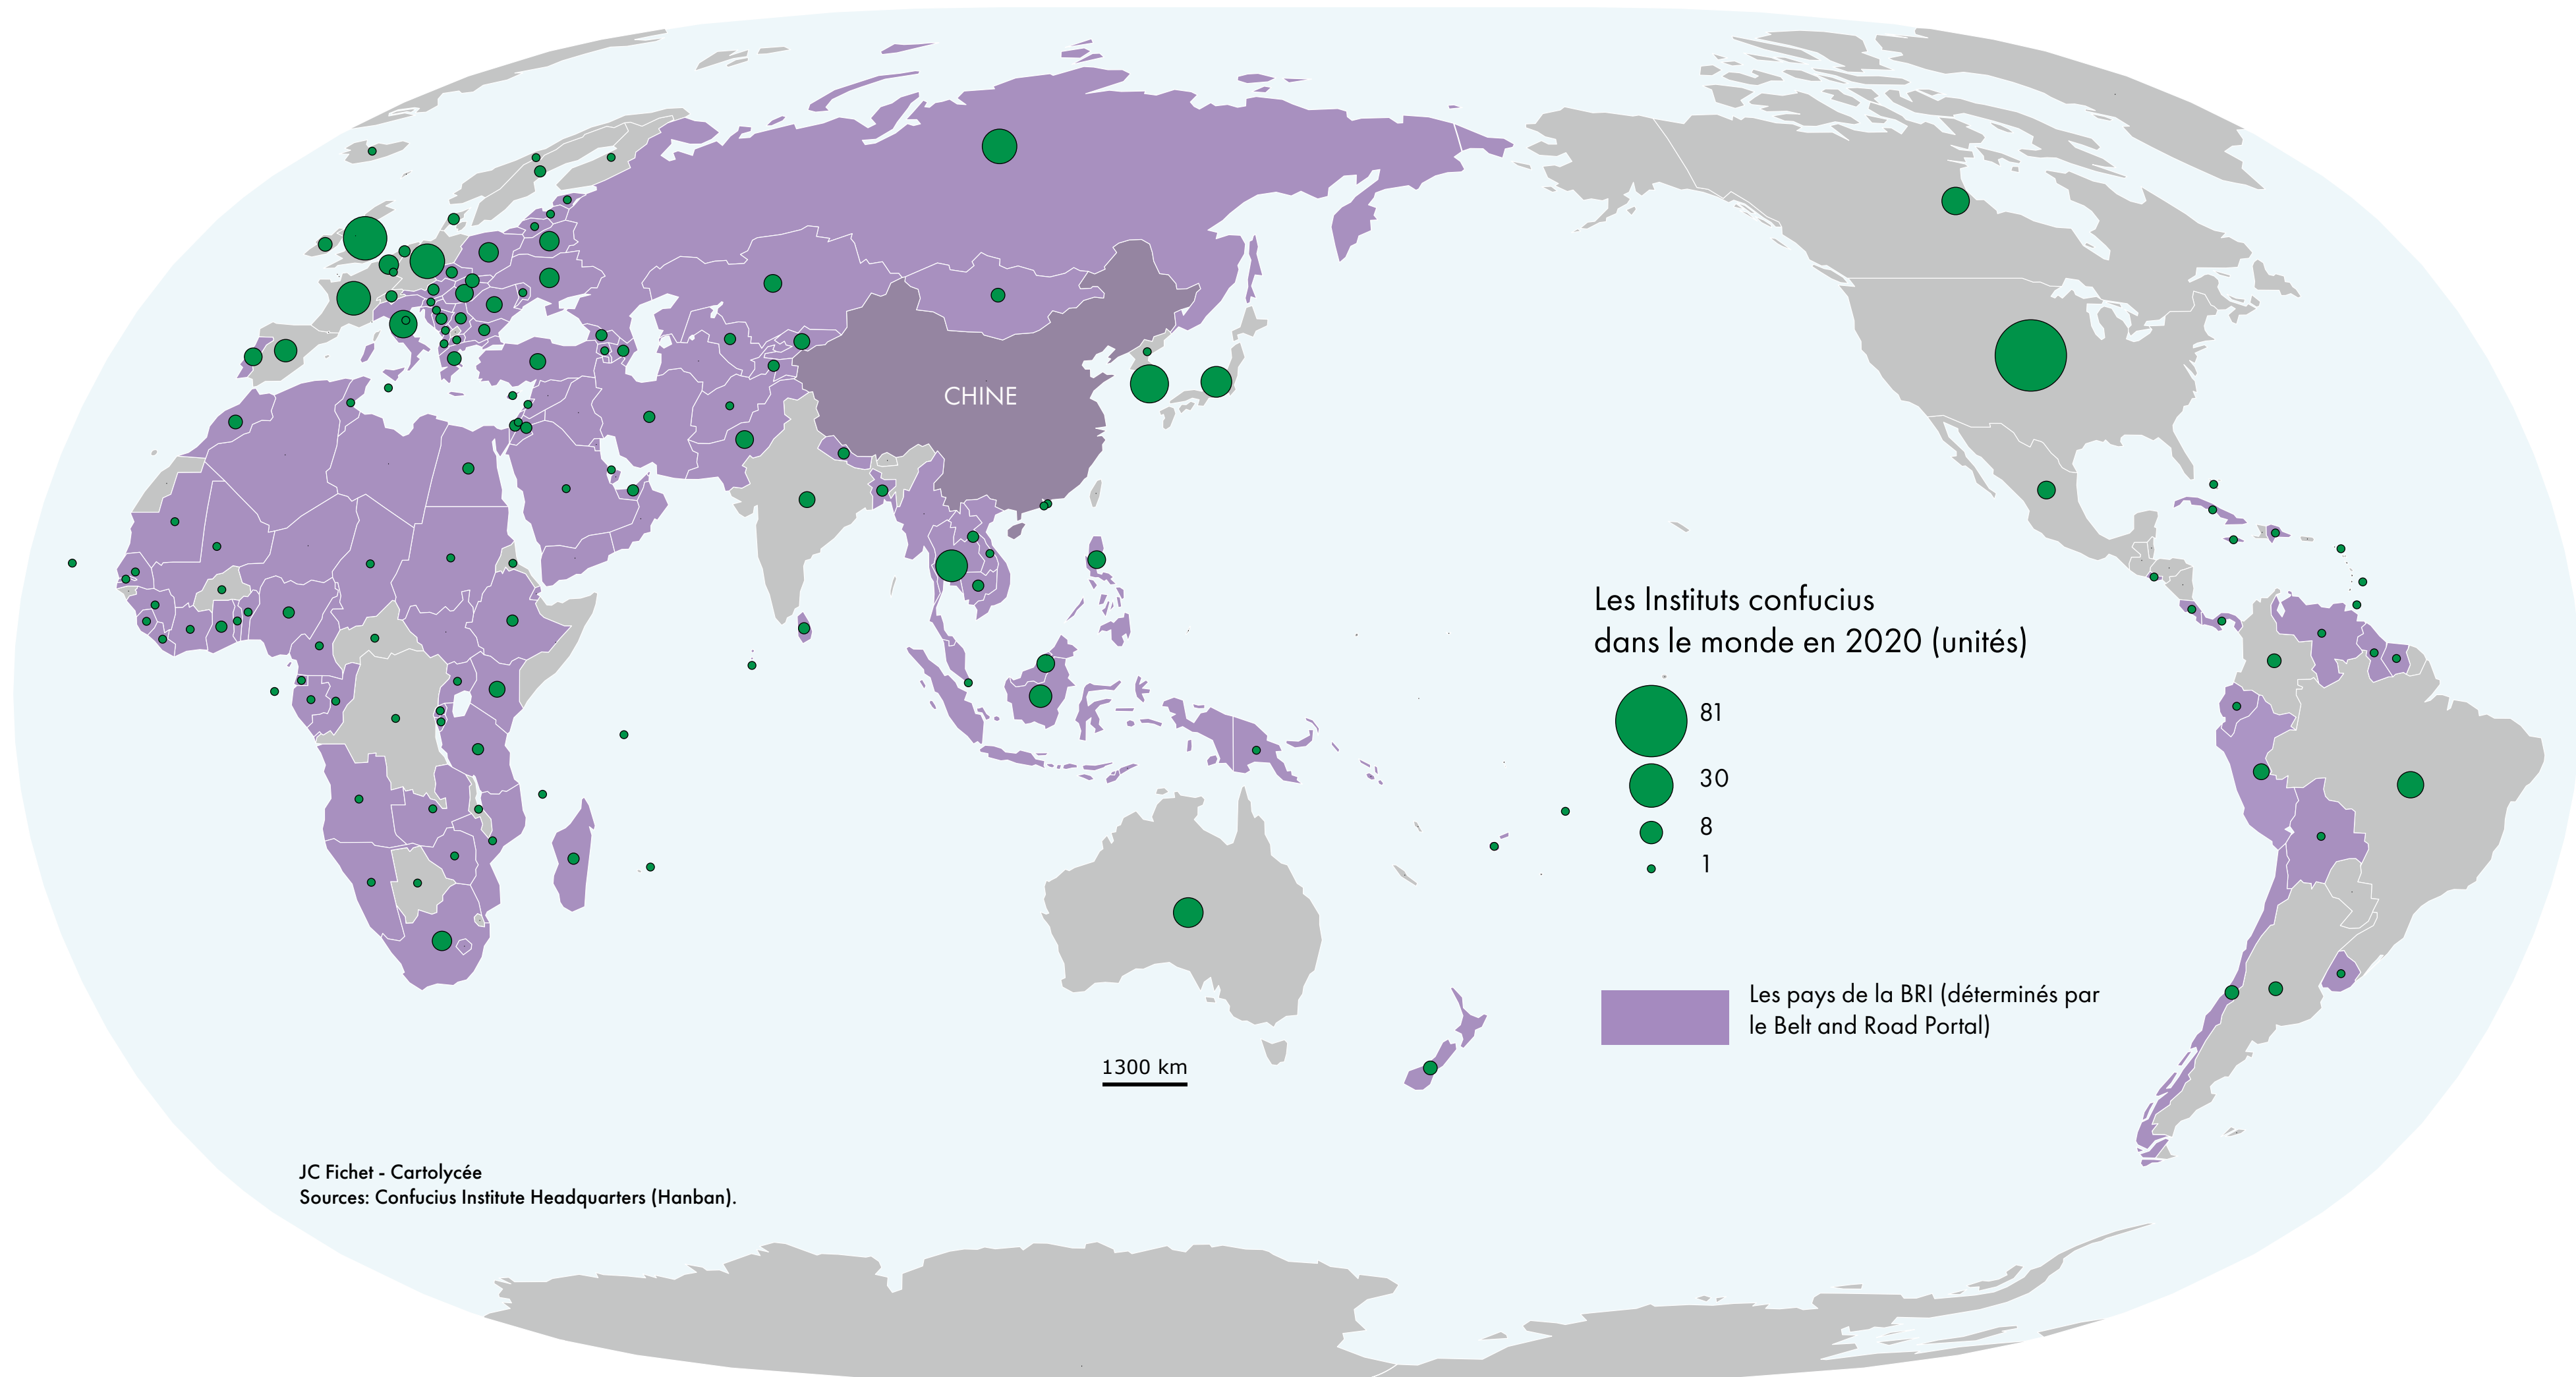 CHINE
Les Instituts confucius
dans le monde en 2020 (unités)
81
30
8
1
Les pays de la BRI (déterminés par
le Belt and Road Portal)
1300 km
JC Fichet - Cartolycée
Sources: Confucius Institute Headquarters (Hanban).